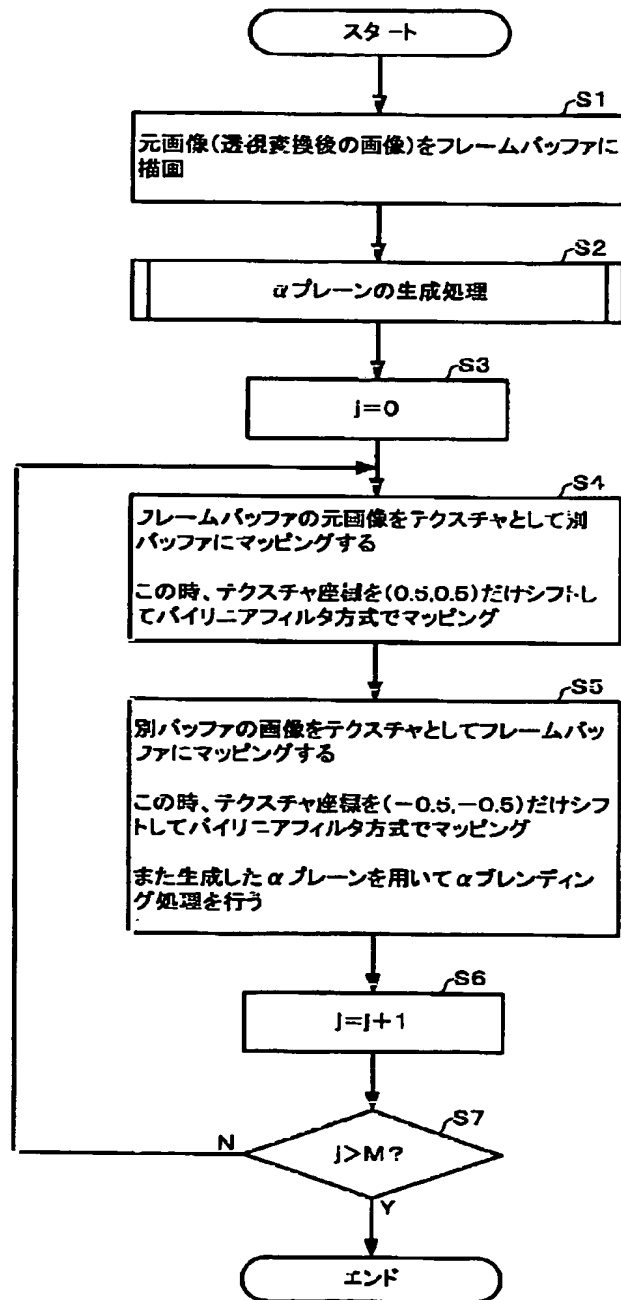 スタート
S1
元画像(透視変換後の画像)をフレームバッファに
描画
S2
αプレーンの生成処理
S3
j=0
S4
フレームバッファの元画像をテクスチャとして別
バッファにマッピングする
この時、テクスチャ座標を(0.5,0.5)だけシフトし
てバイリニアフィルタ方式でマッピング
S5
別バッファの画像をテクスチャとしてフレームバッ
ファにマッピングする
この時、テクスチャ座標を(-0.5,-0.5)だけシフ
トしてバイリニアフィルタ方式でマッピング
また生成したαプレーンを用いてαブレンディン
グ処理を行う
S6
j=j+1
S7
j>M?
N
Y
エンド